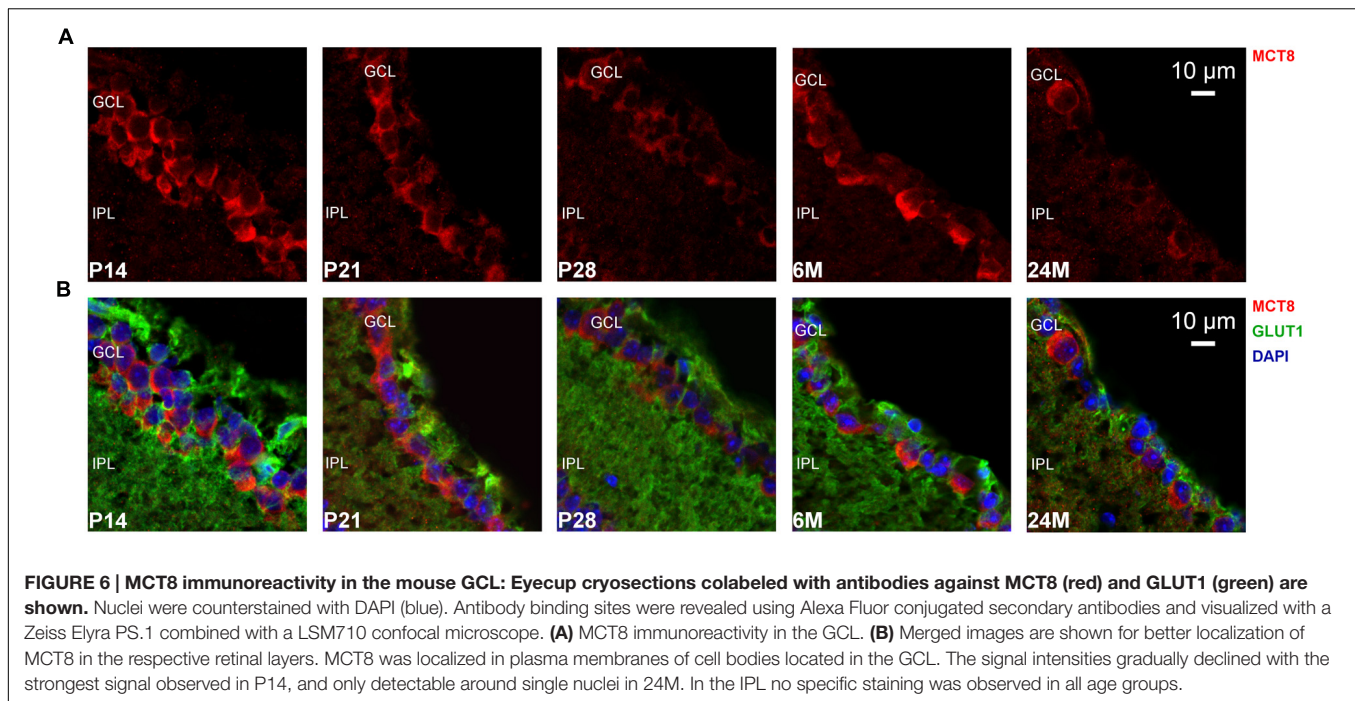 A
GCL
IPL
P14
GCL
IPL
P21
GCL
IPL
P28
GCL
IPL
6M
GCL
IPL
24M
10 µm
MCT8
B
GCL
IPL
P14
GCL
IPL
P21
GCL
IPL
P28
GCL
IPL
6M
GCL
IPL
24M
10 µm
MCT8
GLUT1
DAPI
FIGURE 6 | MCT8 immunoreactivity in the mouse GCL: Eyecup cryosections colabeled with antibodies against MCT8 (red) and GLUT1 (green) are
shown. Nuclei were counterstained with DAPI (blue). Antibody binding sites were revealed using Alexa Fluor conjugated secondary antibodies and visualized with a
Zeiss Elyra PS.1 combined with a LSM710 confocal microscope. (A) MCT8 immunoreactivity in the GCL. (B) Merged images are shown for better localization of
MCT8 in the respective retinal layers. MCT8 was localized in plasma membranes of cell bodies located in the GCL. The signal intensities gradually declined with the
strongest signal observed in P14, and only detectable around single nuclei in 24M. In the IPL no specific staining was observed in all age groups.